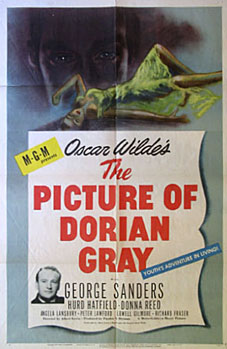 M-G-M
presents
Oscar Wilde's
The
PICTURE OF
DORIAN
GRAY
YOUTH'S ADVENTURE IN LIVING!
GEORGE SANDERS
HURD HATFIELD · DONNA REED
ANGELA LANSBURY · PETER LAWFORD · LOWELL GILMORE · RICHARD FRASER